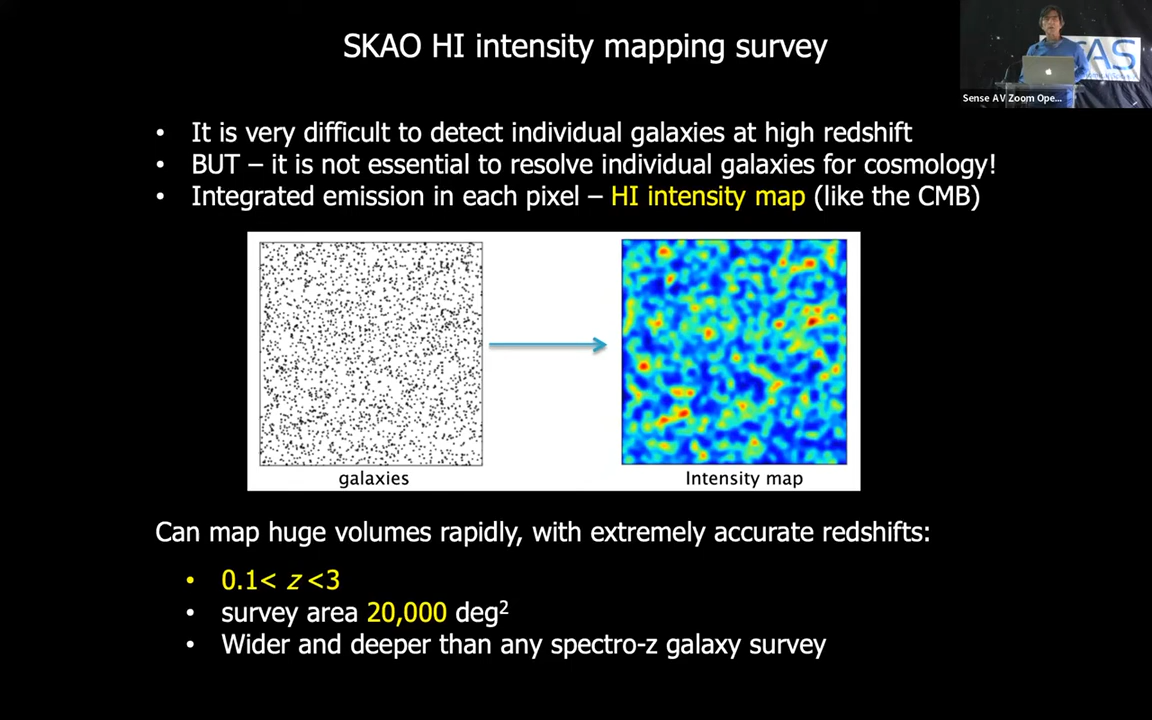 SKAO HI intensity mapping survey
AS
Sense AV Zoom Ope...
• It is very difficult to detect individual galaxies at high redshift
• BUT – it is not essential to resolve individual galaxies for cosmology!
• Integrated emission in each pixel – HI intensity map (like the CMB)
galaxies
Intensity map
Can map huge volumes rapidly, with extremely accurate redshifts:
• 0.1< z <3
• survey area 20,000 deg²
• Wider and deeper than any spectro-z galaxy survey